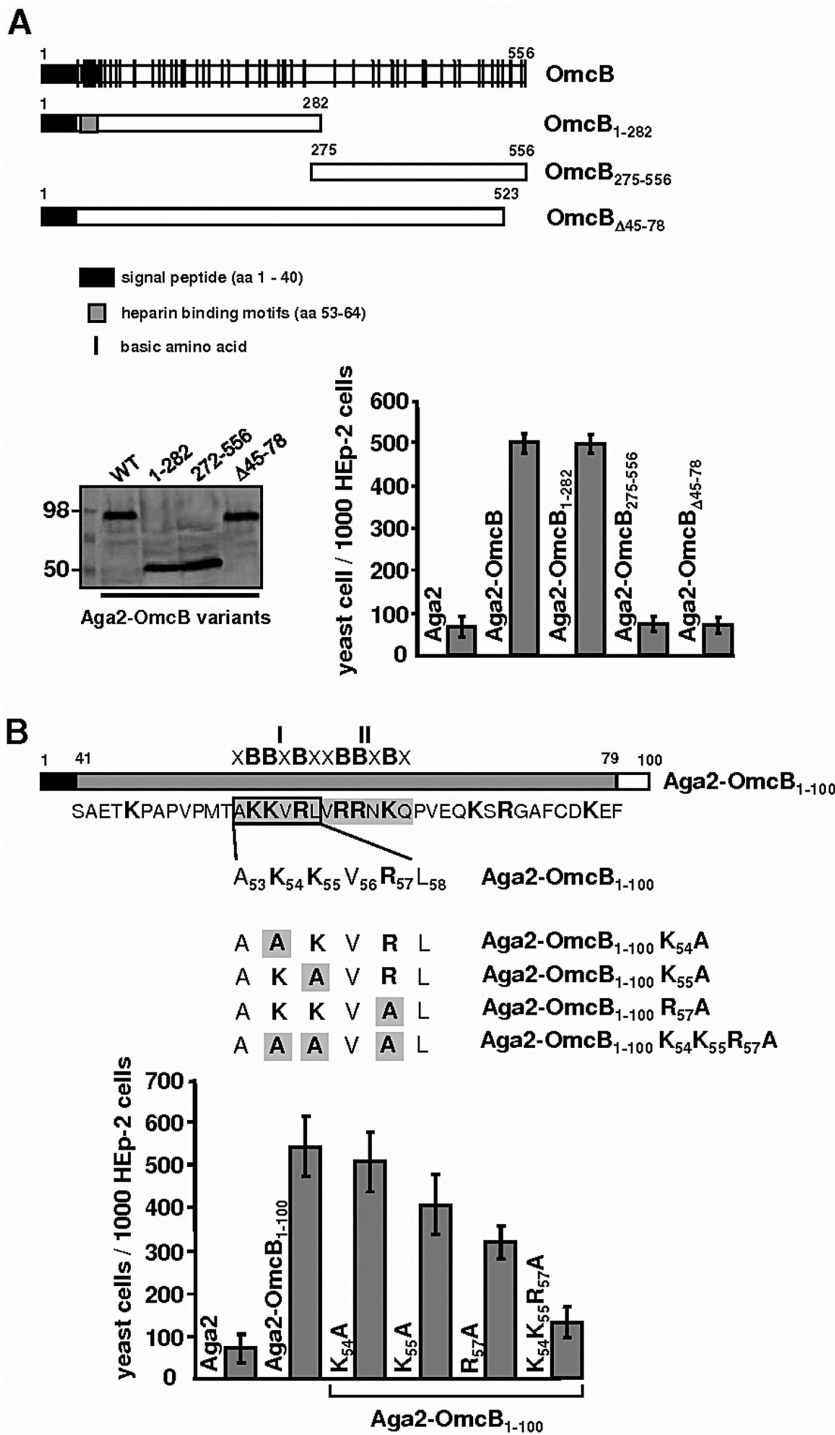 A
1 556
OmcB
1 282
OmcB1-282
275 556
OmcB275-556
1 523
OmcBΔ45-78
signal peptide (aa 1 - 40)
heparin binding motifs (aa 53-64)
basic amino acid
WT 1-282 272-556 Δ45-78
98
50
Aga2-OmcB variants
yeast cell / 1000 HEp-2 cells
600
500
400
300
200
100
0
Aga2
Aga2-OmcB
Aga2-OmcB1-282
Aga2-OmcB275-556
Aga2-OmcBΔ45-78
B
I II
XBBXBXXBBXBX
1 41 79 100
Aga2-OmcB1-100
SAETKPAPVPMTAKKVRLVRRNKQPVEQKSRGAFCDKEF
A53 K54 K55 V56 R57 L58 Aga2-OmcB1-100
A A K V R L Aga2-OmcB1-100 K54A
A K A V R L Aga2-OmcB1-100 K55A
A K K V A L Aga2-OmcB1-100 R57A
A A A V A L Aga2-OmcB1-100 K54K55R57A
yeast cells / 1000 HEp-2 cells
700
600
500
400
300
200
100
0
Aga2
Aga2-OmcB1-100
K54A
K55A
R57A
K54K55R57A
Aga2-OmcB1-100